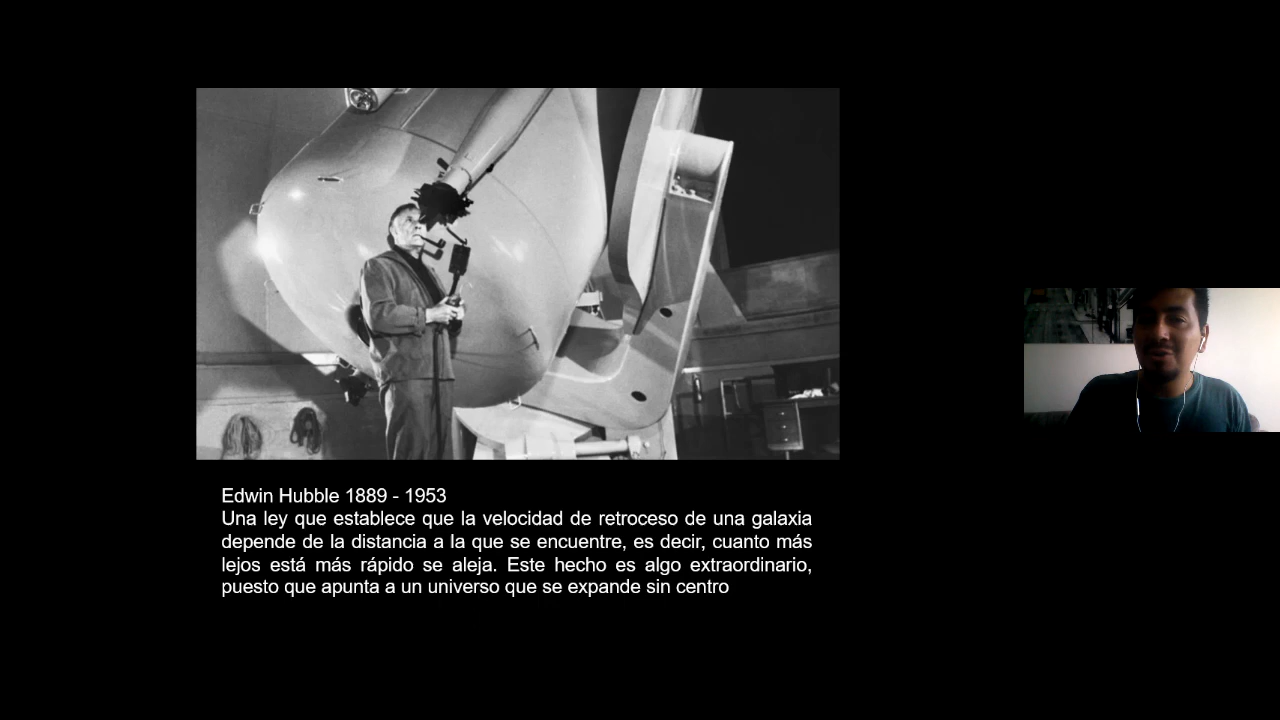 Edwin Hubble 1889 - 1953
Una ley que establece que la velocidad de retroceso de una galaxia
depende de la distancia a la que se encuentre, es decir, cuanto más
lejos está más rápido se aleja. Este hecho es algo extraordinario,
puesto que apunta a un universo que se expande sin centro